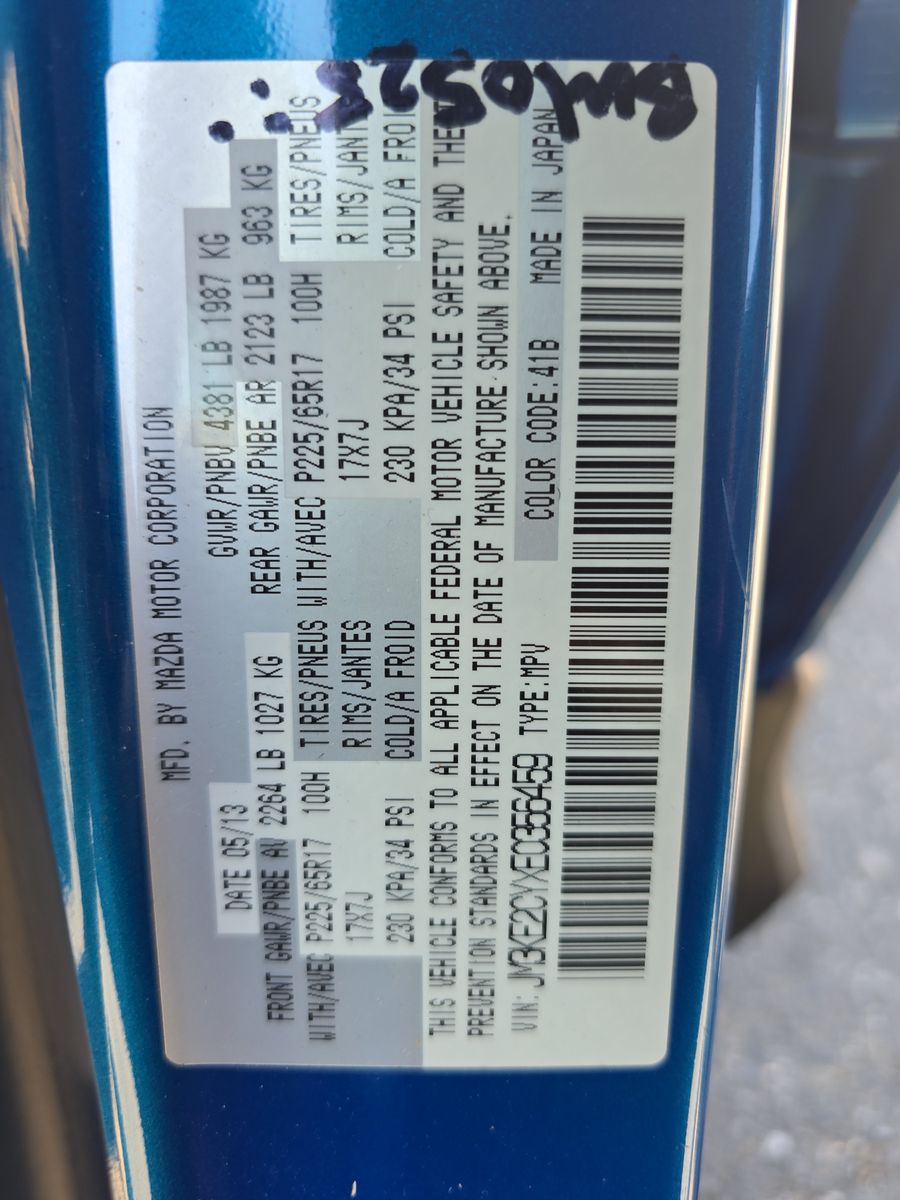 MFD. BY MAZDA MOTOR CORPORATION
DATE 05/13 GVWR/PNBV 4381 LB 1987 KG
FRONT GAWR/PNBE AV 2264 LB 1027 KG REAR GAWR/PNBE AR 2123 LB 963 KG
WITH/AVEC P225/65R17 100H TIRES/PNEUS WITH/AVEC P225/65R17 100H TIRES/PNEUS
17X7J RIMS/JANTES 17X7J RIMS/JANT
230 KPA/34 PSI COLD/A FROID 230 KPA/34 PSI COLD/A FROI
THIS VEHICLE CONFORMS TO ALL APPLICABLE FEDERAL MOTOR VEHICLE SAFETY AND THEFT
PREVENTION STANDARDS IN EFFECT ON THE DATE OF MANUFACTURE SHOWN ABOVE.
VIN: JM3KE2CYXE0356459 TYPE:MPV COLOR CODE:41B MADE IN JAPAN